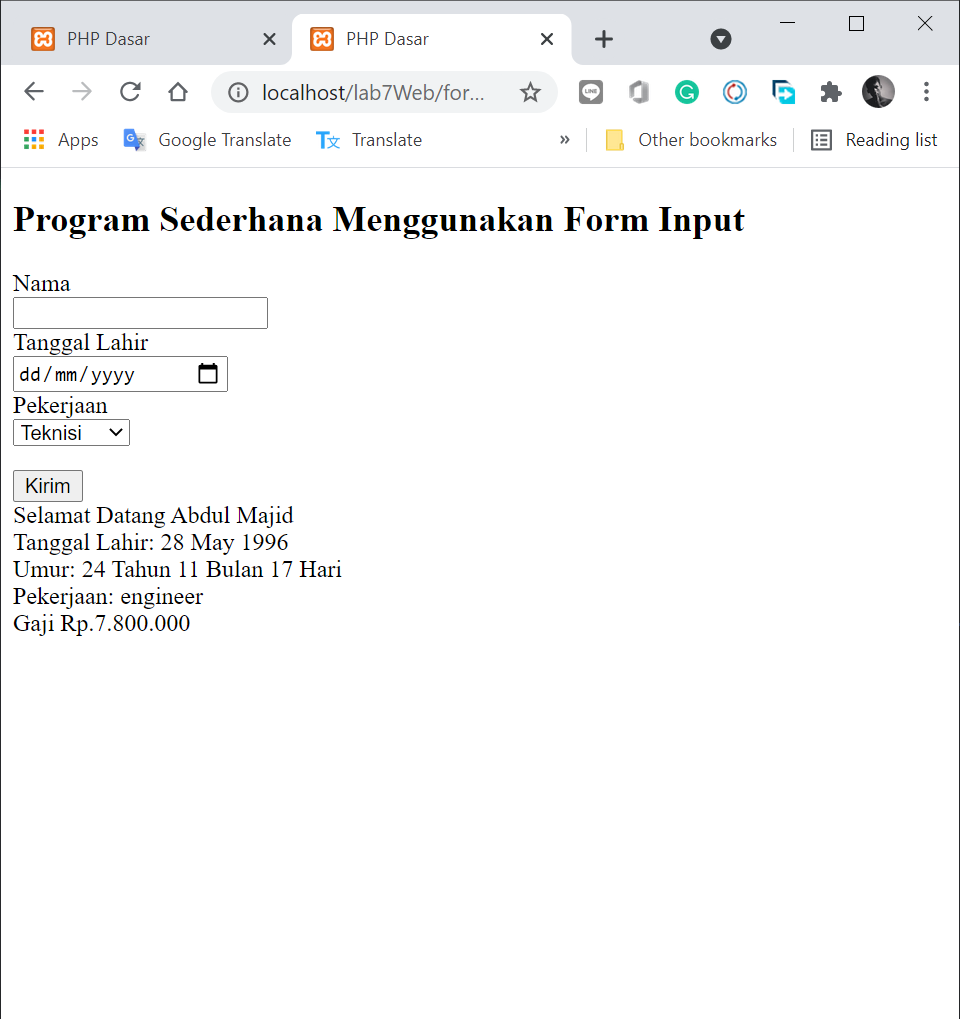 PHP Dasar
PHP Dasar
localhost/lab7Web/for...
Apps
Google Translate
Translate
»
Other bookmarks
Reading list
Program Sederhana Menggunakan Form Input
Nama
Tanggal Lahir
dd/mm/yyyy
Pekerjaan
Teknisi
Kirim
Selamat Datang Abdul Majid
Tanggal Lahir: 28 May 1996
Umur: 24 Tahun 11 Bulan 17 Hari
Pekerjaan: engineer
Gaji Rp.7.800.000